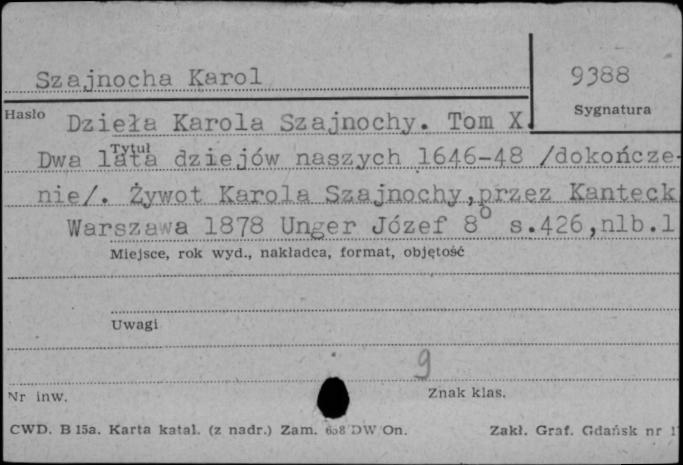 Szajnocha Karol
9388
Hasło
Sygnatura
Dzieła Karola Szajnochy. Tom X.
Tytuł
Dwa lata dziejów naszych 1646-48 /dokończe-
nie/. Żywot Karola Szajnochy,przez Kanteck
Warszawa 1878 Unger Józef 8° s.426,nlb.1
Miejsce, rok wyd., nakładca, format, objętość
Uwagi
9
Nr inw.
Znak klas.
CWD. B 15a. Karta katal. (z nadr.) Zam. 608 DW/On.
Zakł. Graf. Gdańsk nr 1